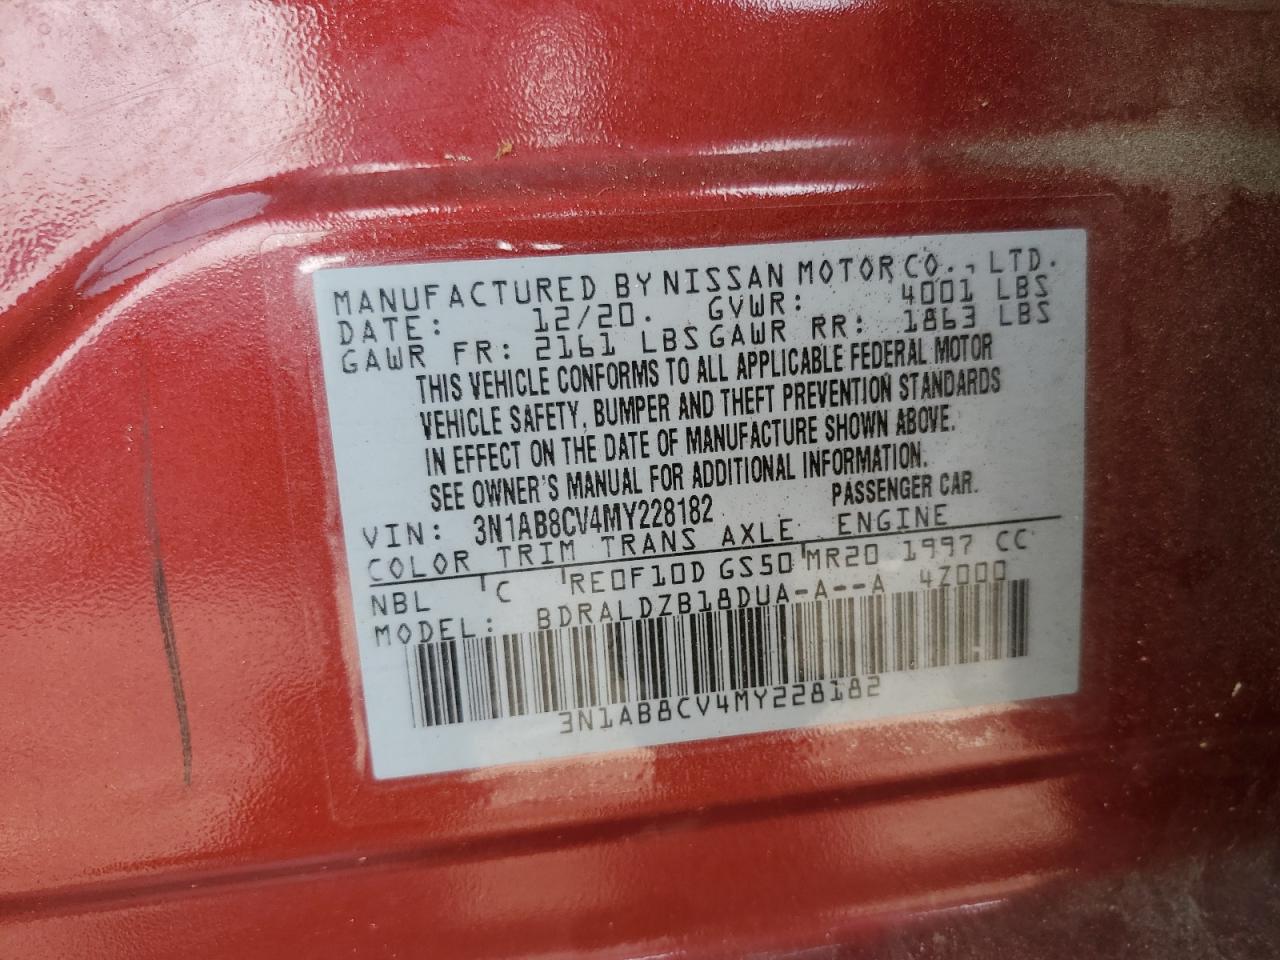 MANUFACTURED BY NISSAN MOTOR CO., LTD.
DATE: 12/20. GVWR: 4001 LBS
GAWR FR: 2161 LBS GAWR RR: 1863 LBS
THIS VEHICLE CONFORMS TO ALL APPLICABLE FEDERAL MOTOR
VEHICLE SAFETY, BUMPER AND THEFT PREVENTION STANDARDS
IN EFFECT ON THE DATE OF MANUFACTURE SHOWN ABOVE.
SEE OWNER'S MANUAL FOR ADDITIONAL INFORMATION.
VIN: 3N1AB8CV4MY228182 PASSENGER CAR.
COLOR TRIM TRANS AXLE ENGINE
NBL C RE0F10D GS50 MR20 1997 CC
MODEL: BDRALDZB18DUA-A--A 4Z000
3N1AB8CV4MY228182